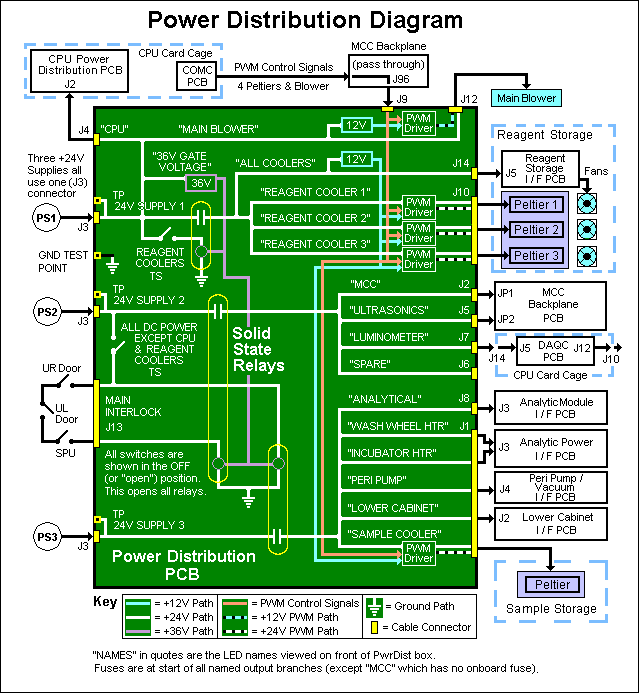 Power Distribution Diagram
CPU Card Cage
CPU Power
Distribution PCB
J2
COMC
PCB
PWM Control Signals
4 Peltiers & Blower
MCC Backplane
(pass through)
J96
J9
J12
Main Blower
J4
"CPU"
"MAIN BLOWER"
12V
PWM
Driver
Reagent Storage
Three +24V
Supplies all
use one (J3)
connector
"36V GATE
VOLTAGE"
36V
"ALL COOLERS"
12V
J14
J5
Reagent
Storage
I / F PCB
Fans
TP
24V SUPPLY 1
PS1
J3
"REAGENT COOLER 1"
"REAGENT COOLER 2"
"REAGENT COOLER 3"
J10
PWM
Driver
PWM
Driver
PWM
Driver
Peltier 1
Peltier 2
Peltier 3
GND TEST
POINT
REAGENT
COOLERS
TS
TP
24V SUPPLY 2
PS2
J3
"MCC"
J2
JP1
MCC
Backplane
PCB
"ULTRASONICS"
J5
JP2
ALL DC POWER
EXCEPT CPU
& REAGENT
COOLERS
TS
Solid
State
Relays
"LUMINOMETER"
J7
J14
J5
DAQC
PCB
J12
J10
CPU Card Cage
"SPARE"
J6
UR Door
UL
Door
SPU
MAIN
INTERLOCK
J13
"ANALYTICAL"
J8
J3
Analytic Module
I / F PCB
"WASH WHEEL HTR"
J1
J3
Analytic Power
I / F PCB
All switches are
shown in the OFF
(or "open") position.
This opens all relays.
"INCUBATOR HTR"
"PERI PUMP"
J4
Peri Pump /
Vacuum
I / F PCB
"LOWER CABINET"
J2
Lower Cabinet
I / F PCB
TP
24V SUPPLY 3
PS3
J3
"SAMPLE COOLER"
PWM
Driver
Power Distribution
PCB
Peltier
Sample Storage
Key
= +12V Path
= +24V Path
= +36V Path
= PWM Control Signals
= +12V PWM Path
= +24V PWM Path
= Ground Path
= Cable Connector
"NAMES" in quotes are the LED names viewed on front of PwrDist box.
Fuses are at start of all named output branches (except "MCC" which has no onboard fuse).